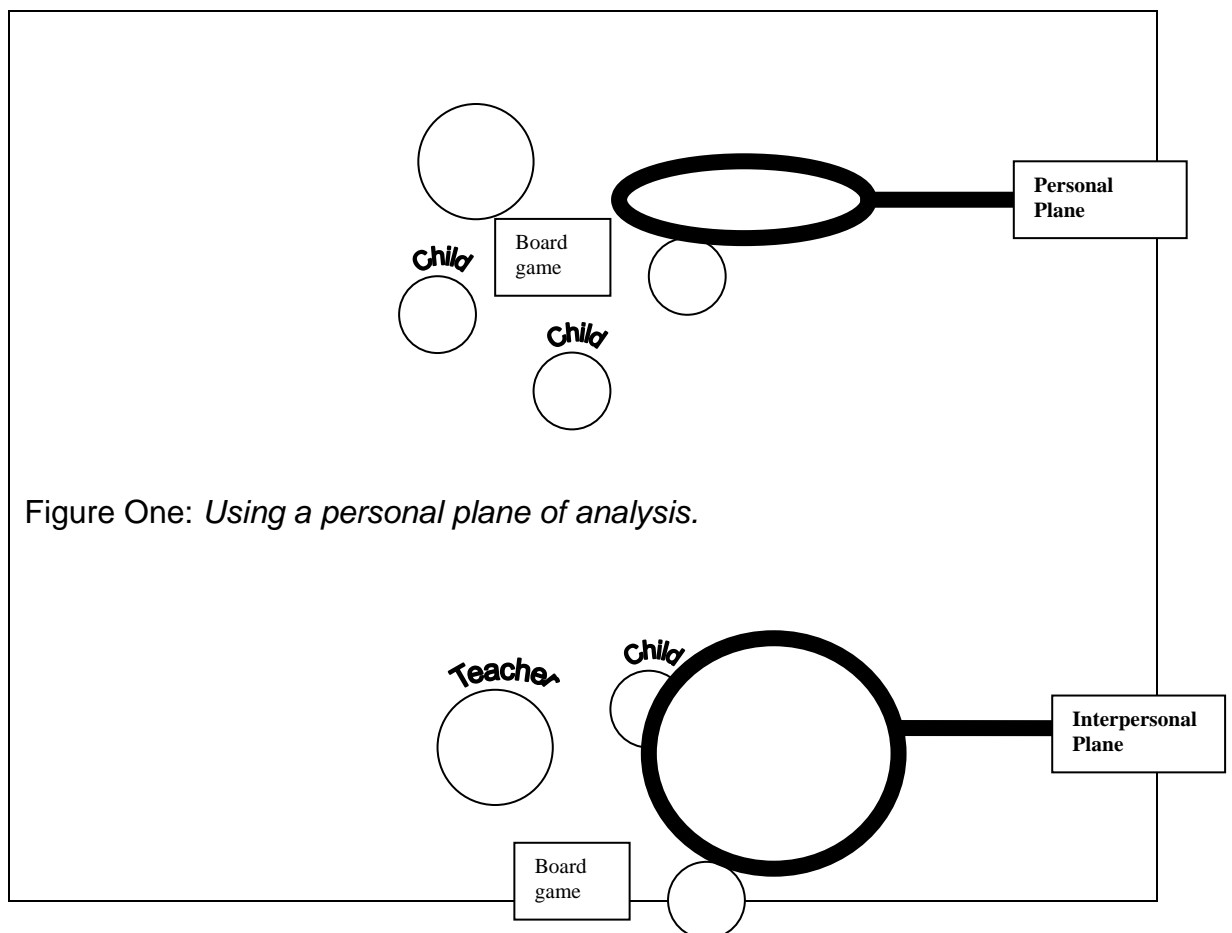 Personal
Plane
Board
game
Child
Child
Figure One: Using a personal plane of analysis.
Child
Teacher
Interpersonal
Plane
Board
game